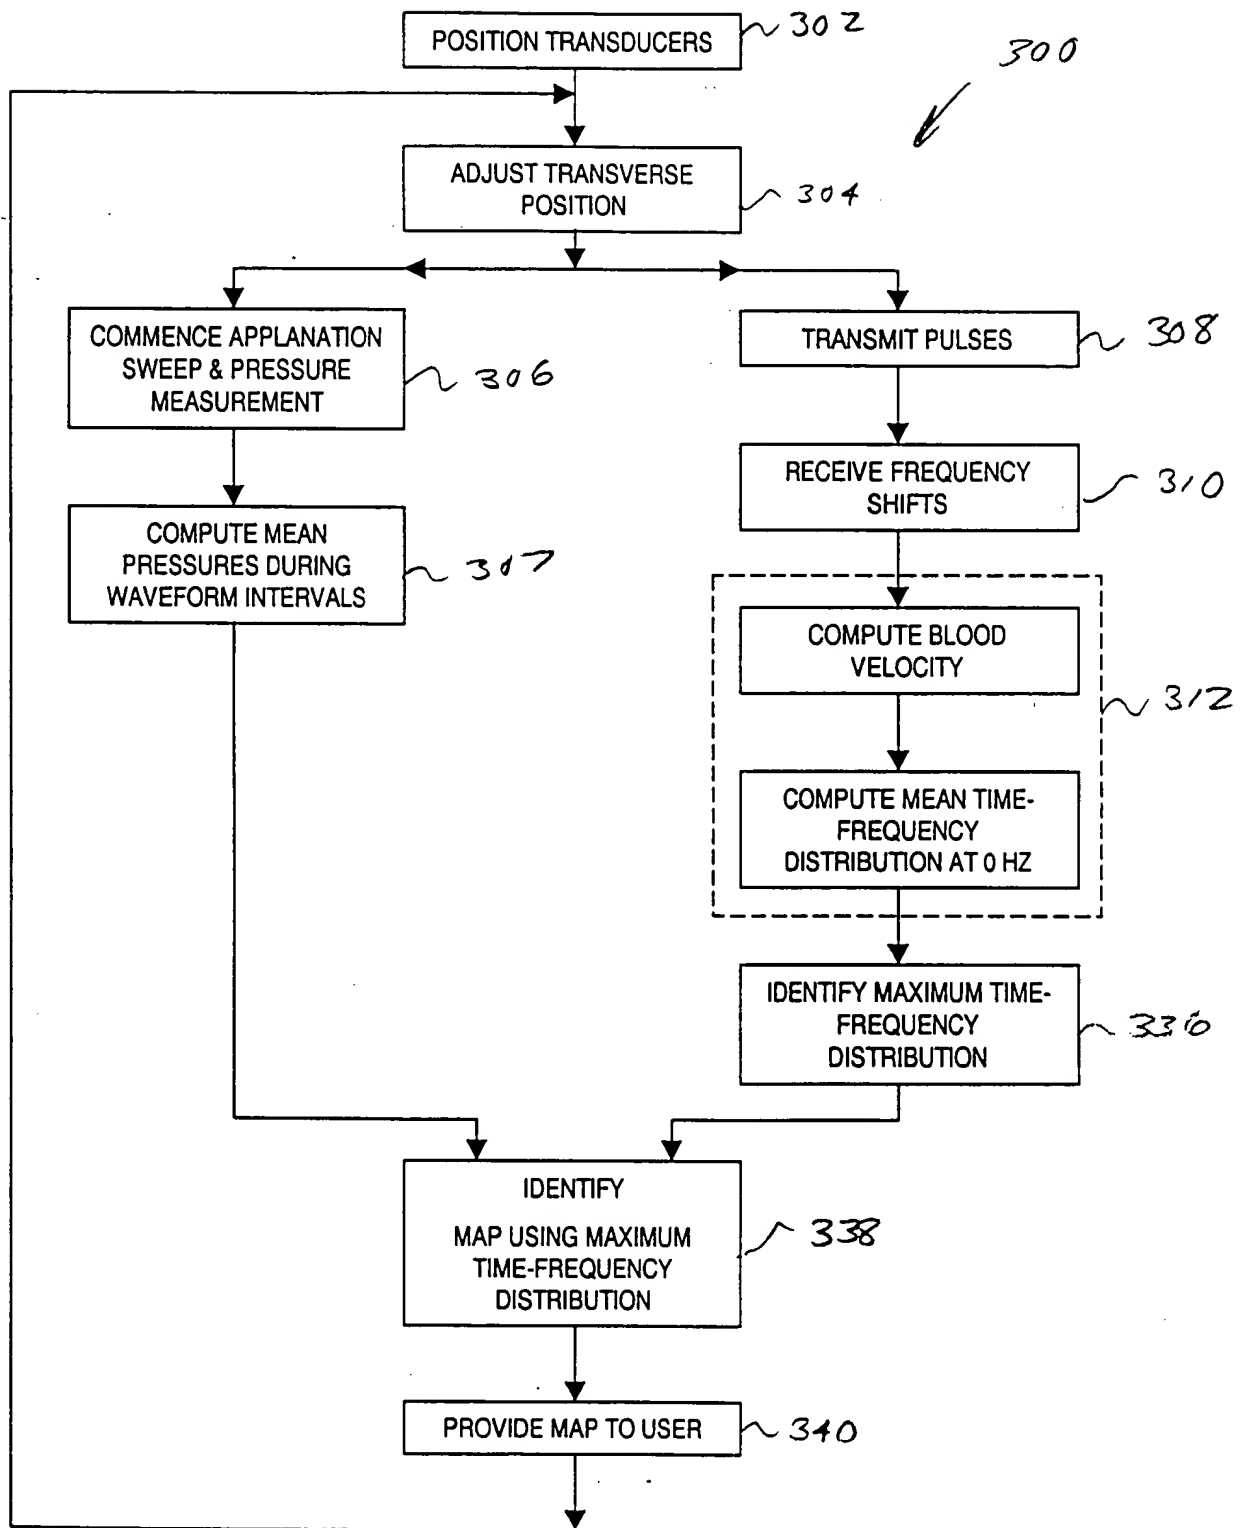 POSITION TRANSDUCERS
302
300
ADJUST TRANSVERSE
POSITION
304
COMMENCE APPLANATION
SWEEP & PRESSURE
MEASUREMENT
306
TRANSMIT PULSES
308
RECEIVE FREQUENCY
SHIFTS
310
COMPUTE MEAN
PRESSURES DURING
WAVEFORM INTERVALS
307
COMPUTE BLOOD
VELOCITY
312
COMPUTE MEAN TIME-
FREQUENCY
DISTRIBUTION AT 0 HZ
IDENTIFY MAXIMUM TIME-
FREQUENCY
DISTRIBUTION
336
IDENTIFY
MAP USING MAXIMUM
TIME-FREQUENCY
DISTRIBUTION
338
PROVIDE MAP TO USER
340